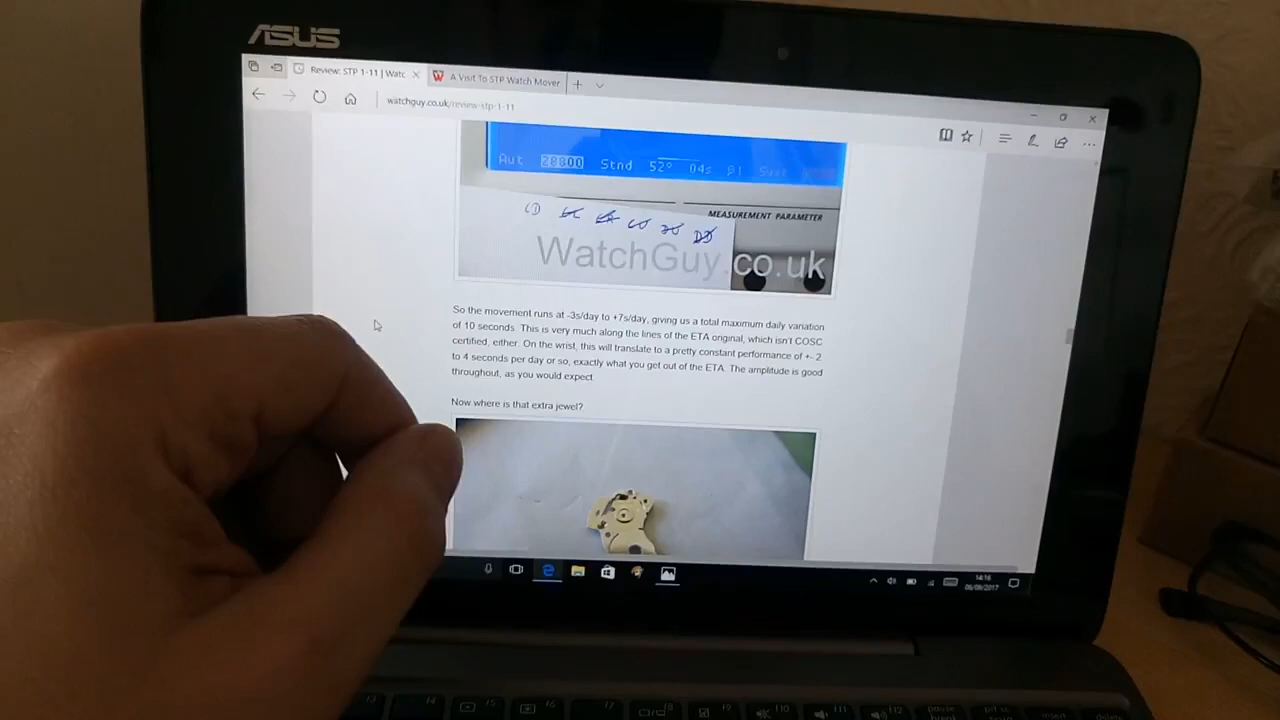 ASUS
Review: STP 1-11 | Watc
A Visit To STP Watch Mover
watchguy.co.uk/review-stp-1-11
Aut 28800 Stnd 52° 04s
MEASUREMENT PARAMETER
WatchGuy.co.uk
So the movement runs at -3s/day to +7s/day, giving us a total maximum daily variation
of 10 seconds. This is very much along the lines of the ETA original, which isn't COSC
certified, either. On the wrist, this will translate to a pretty constant performance of +- 2
to 4 seconds per day or so, exactly what you get out of the ETA. The amplitude is good
throughout, as you would expect.
Now where is that extra jewel?
14:16
06/09/2017